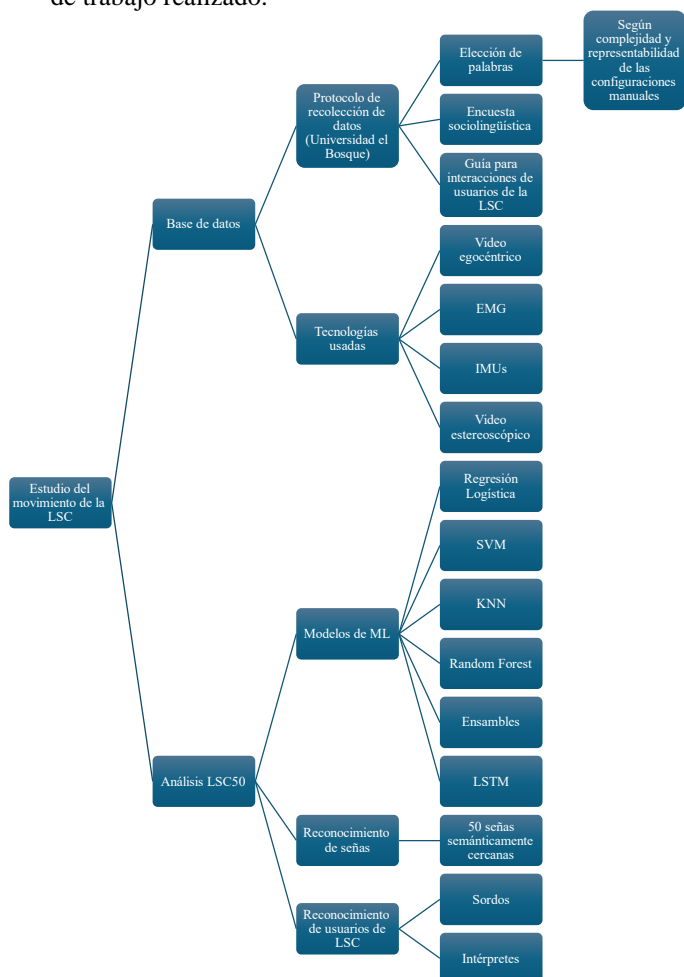 de trabajo realizado.
Según
complejidad y
representabilidad
de las
configuraciones
manuales
Elección de
palabras
Protocolo de
recolección de
datos
(Universidad el
Bosque)
Encuesta
sociolingüística
Guía para
interacciones de
usuarios de la
LSC
Base de datos
Video
egocéntrico
EMG
Tecnologías
usadas
IMUs
Video
estereoscópico
Estudio del
movimiento de la
LSC
Regresión
Logística
SVM
KNN
Modelos de ML
Random Forest
Ensambles
LSTM
Análisis LSC50
Reconocimiento
de señas
50 señas
semánticamente
cercanas
Reconocimiento
de usuarios de
LSC
Sordos
Intérpretes